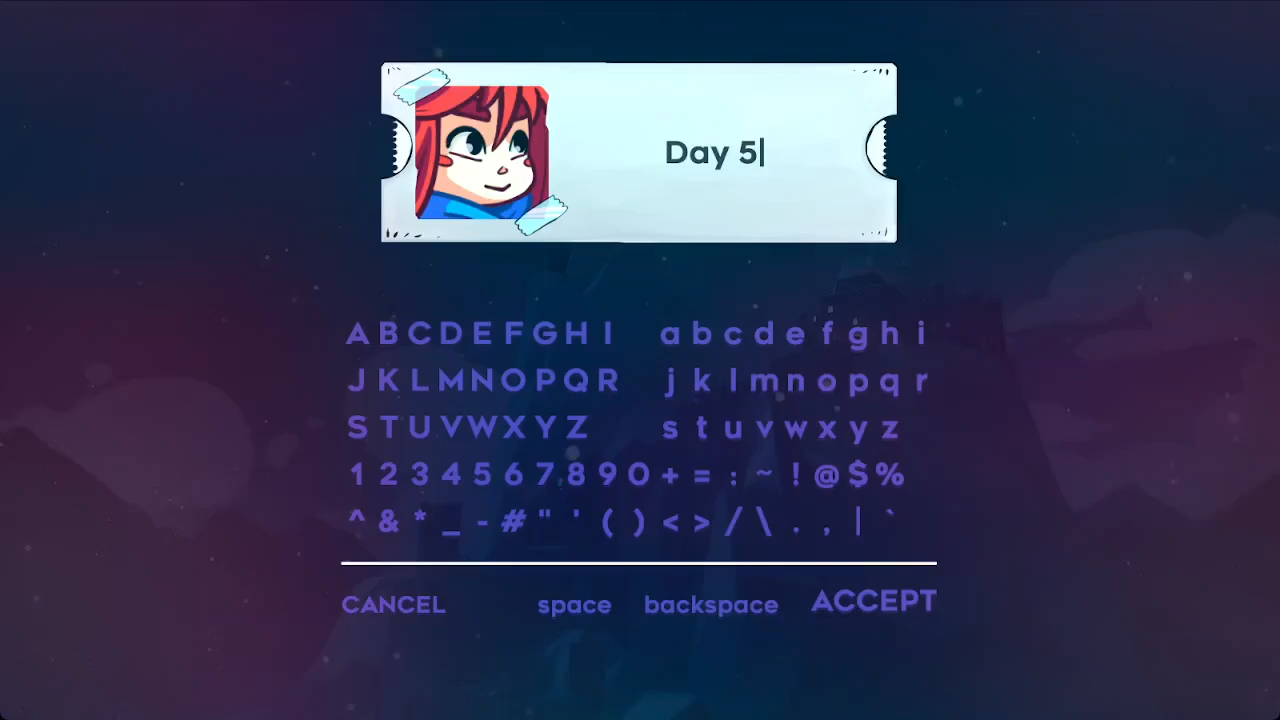 Day 5|
A B C D E F G H I a b c d e f g h i
J K L M N O P Q R j k l m n o p q r
S T U V W X Y Z s t u v w x y z
1 2 3 4 5 6 7 8 9 0 + = : ~ ! @ $ %
^ & * _ - # " ' ( ) < > / \ . , | `
CANCEL space backspace ACCEPT